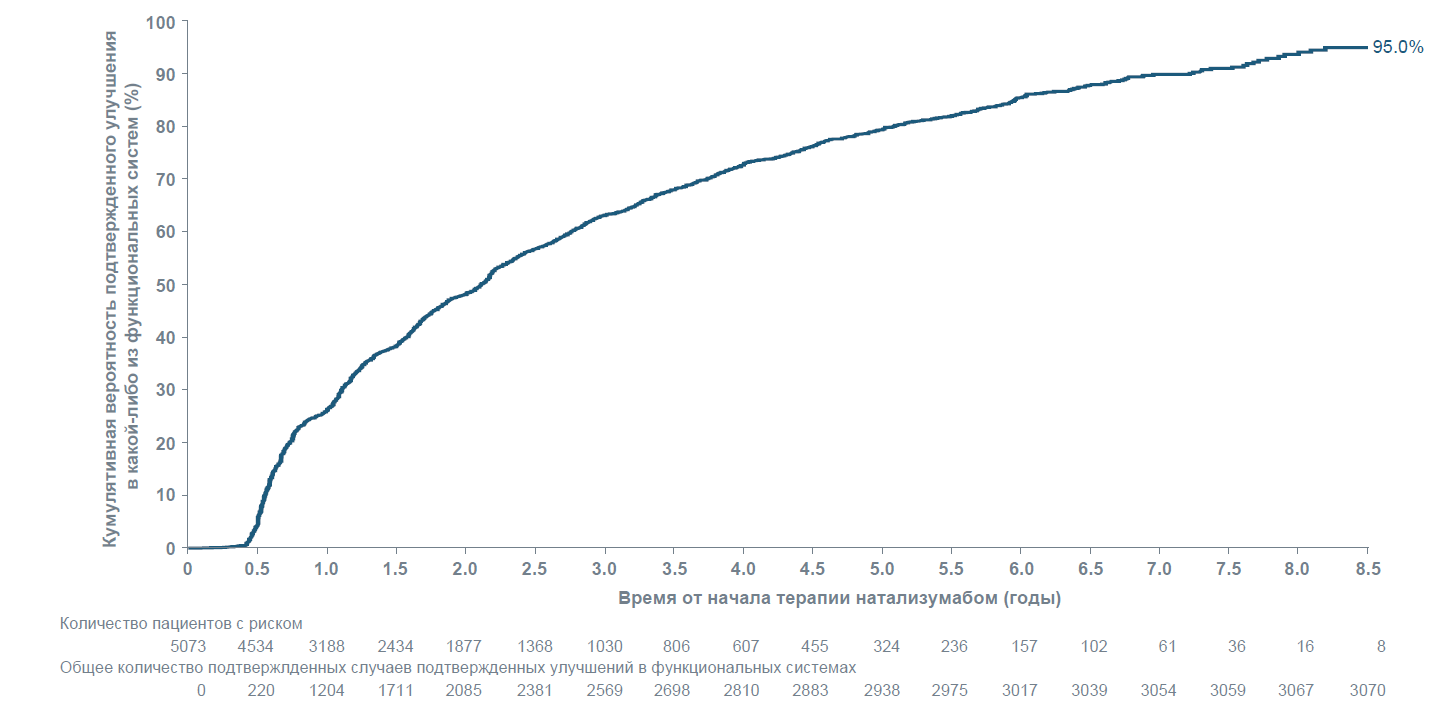 Кумулятивная вероятность подтвержденного улучшения
в какой-либо из функциональных систем (%)
100
90
80
70
60
50
40
30
20
10
0
95.0%
0 0.5 1.0 1.5 2.0 2.5 3.0 3.5 4.0 4.5 5.0 5.5 6.0 6.5 7.0 7.5 8.0 8.5
Время от начала терапии натализумабом (годы)
Количество пациентов с риском
5073 4534 3188 2434 1877 1368 1030 806 607 455 324 236 157 102 61 36 16 8
Общее количество подтвержлденных случаев подтвержденных улучшений в функциональных системах
0 220 1204 1711 2085 2381 2569 2698 2810 2883 2938 2975 3017 3039 3054 3059 3067 3070